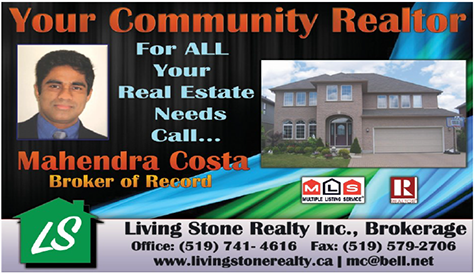 Your Community Realtor
For ALL
Your
Real Estate
Needs
Call...
Mahendra Costa
Broker of Record
MLS
MULTIPLE LISTING SERVICE
R
REALTOR
LS
Living Stone Realty Inc., Brokerage
Office: (519) 741- 4616 Fax: (519) 579-2706
www.livingstonerealty.ca | mc@bell.net